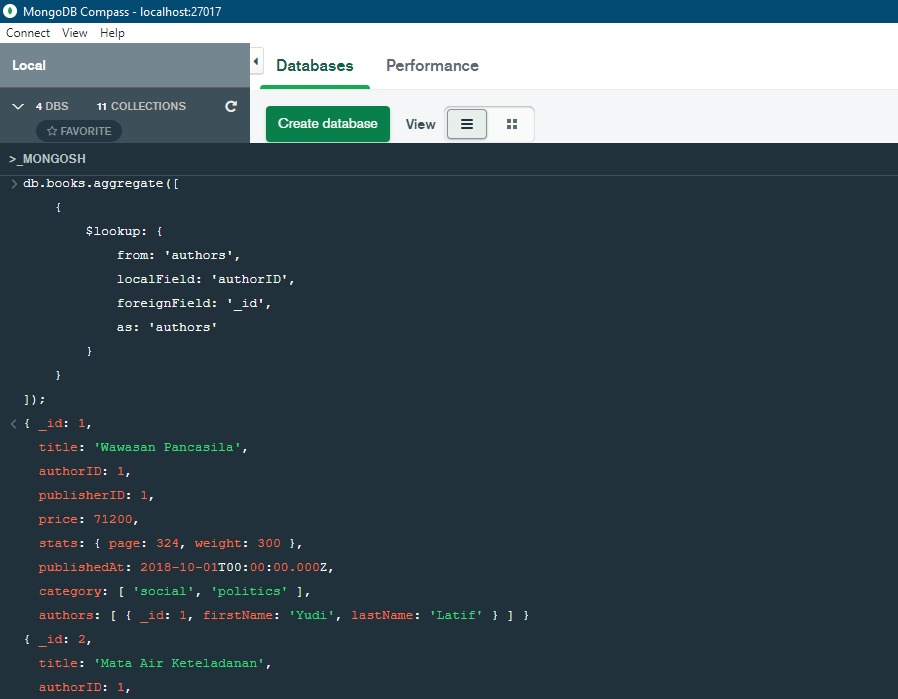 MongoDB Compass - localhost:27017
Connect View Help
Local
Databases Performance
4 DBS 11 COLLECTIONS
FAVORITE
Create database View
>_MONGOSH
> db.books.aggregate([
{
$lookup: {
from: 'authors',
localField: 'authorID',
foreignField: '_id',
as: 'authors'
}
}
]);
< { _id: 1,
title: 'Wawasan Pancasila',
authorID: 1,
publisherID: 1,
price: 71200,
stats: { page: 324, weight: 300 },
publishedAt: 2018-10-01T00:00:00.000Z,
category: [ 'social', 'politics' ],
authors: [ { _id: 1, firstName: 'Yudi', lastName: 'Latif' } ] }
{ _id: 2,
title: 'Mata Air Keteladanan',
authorID: 1,